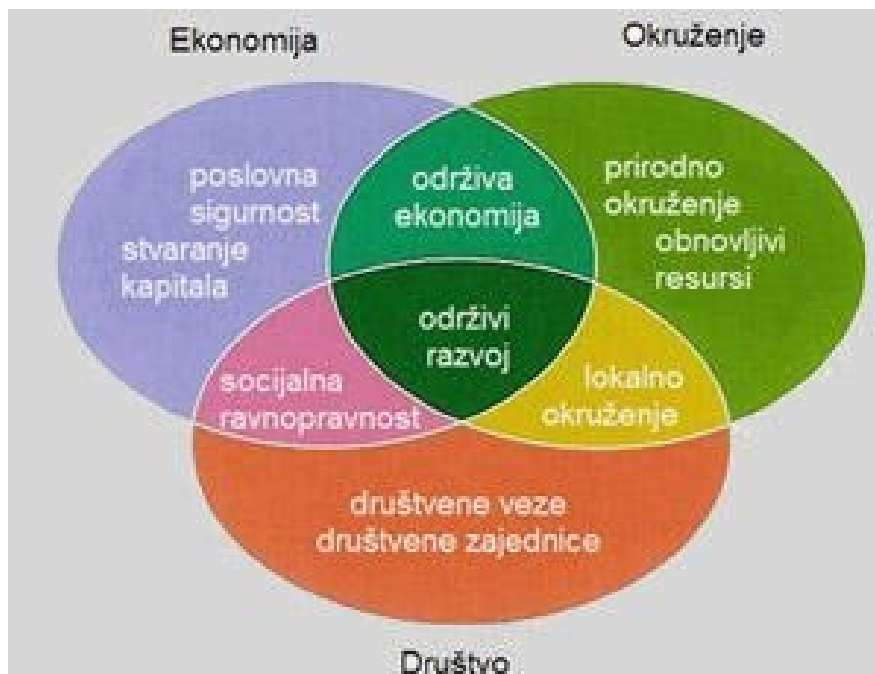 Ekonomija
Okruženje
poslovna
sigurnost
stvaranje
kapitala
održiva
ekonomija
prirodno
okruženje
obnovljivi
resursi
održivi
razvoj
socijalna
ravnopravnost
lokalno
okruženje
društvene veze
društvene zajednice
Društvo